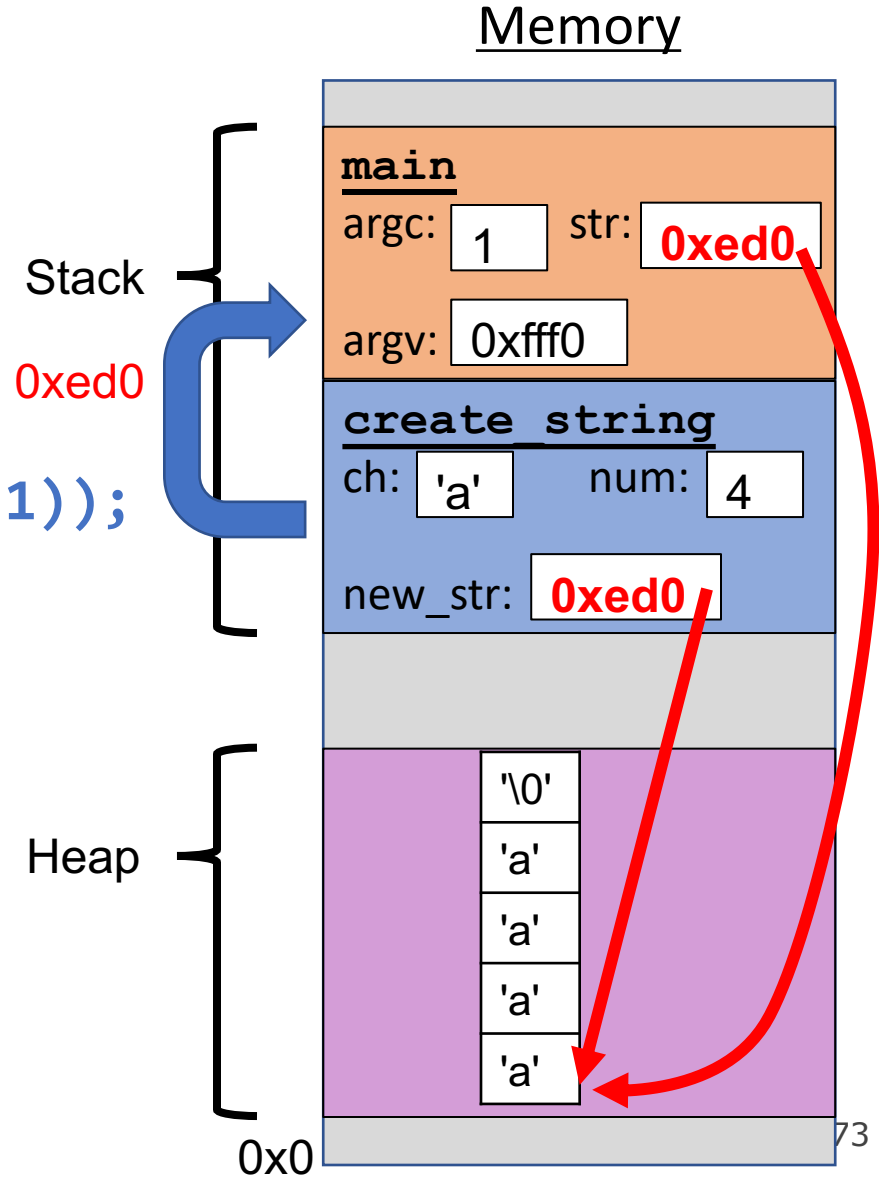 Memory
main
argc: 1 str: 0xed0
Stack
argv: 0xfff0
0xed0
create_string
ch: 'a' num: 4
1));
new_str: 0xed0
'\0'
Heap
'a'
'a'
'a'
'a'
73
0x0